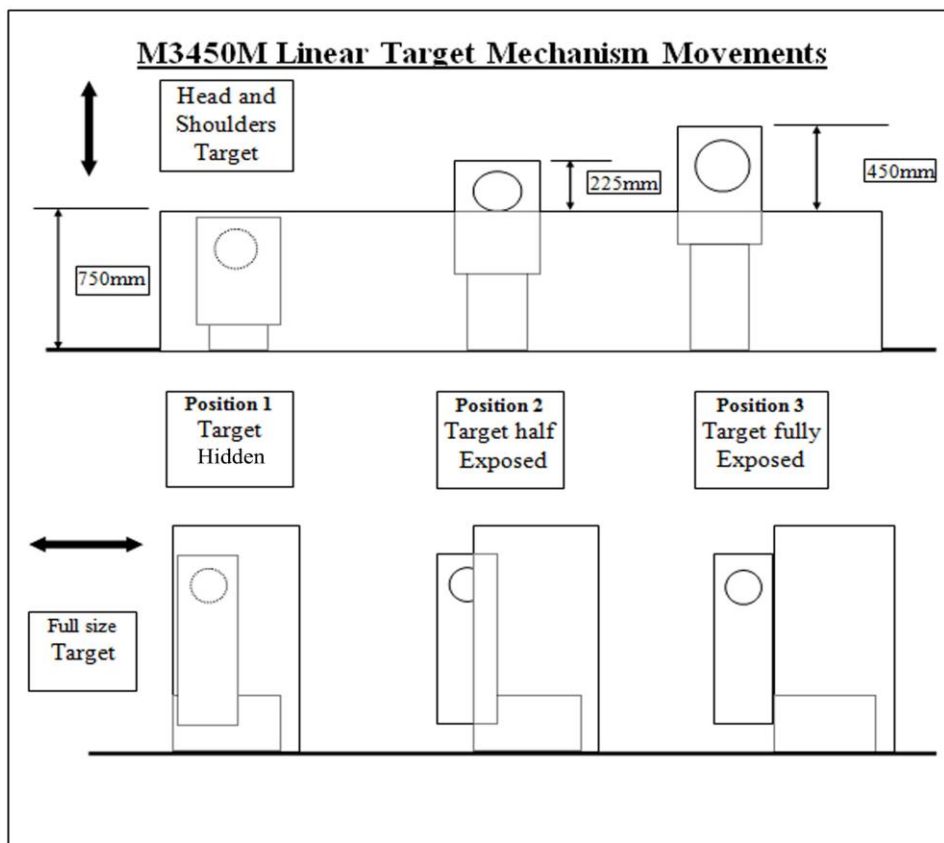 M3450M Linear Target Mechanism Movements
Head and
Shoulders
Target
225mm
450mm
750mm
Position 1
Target
Hidden
Position 2
Target half
Exposed
Position 3
Target fully
Exposed
Full size
Target